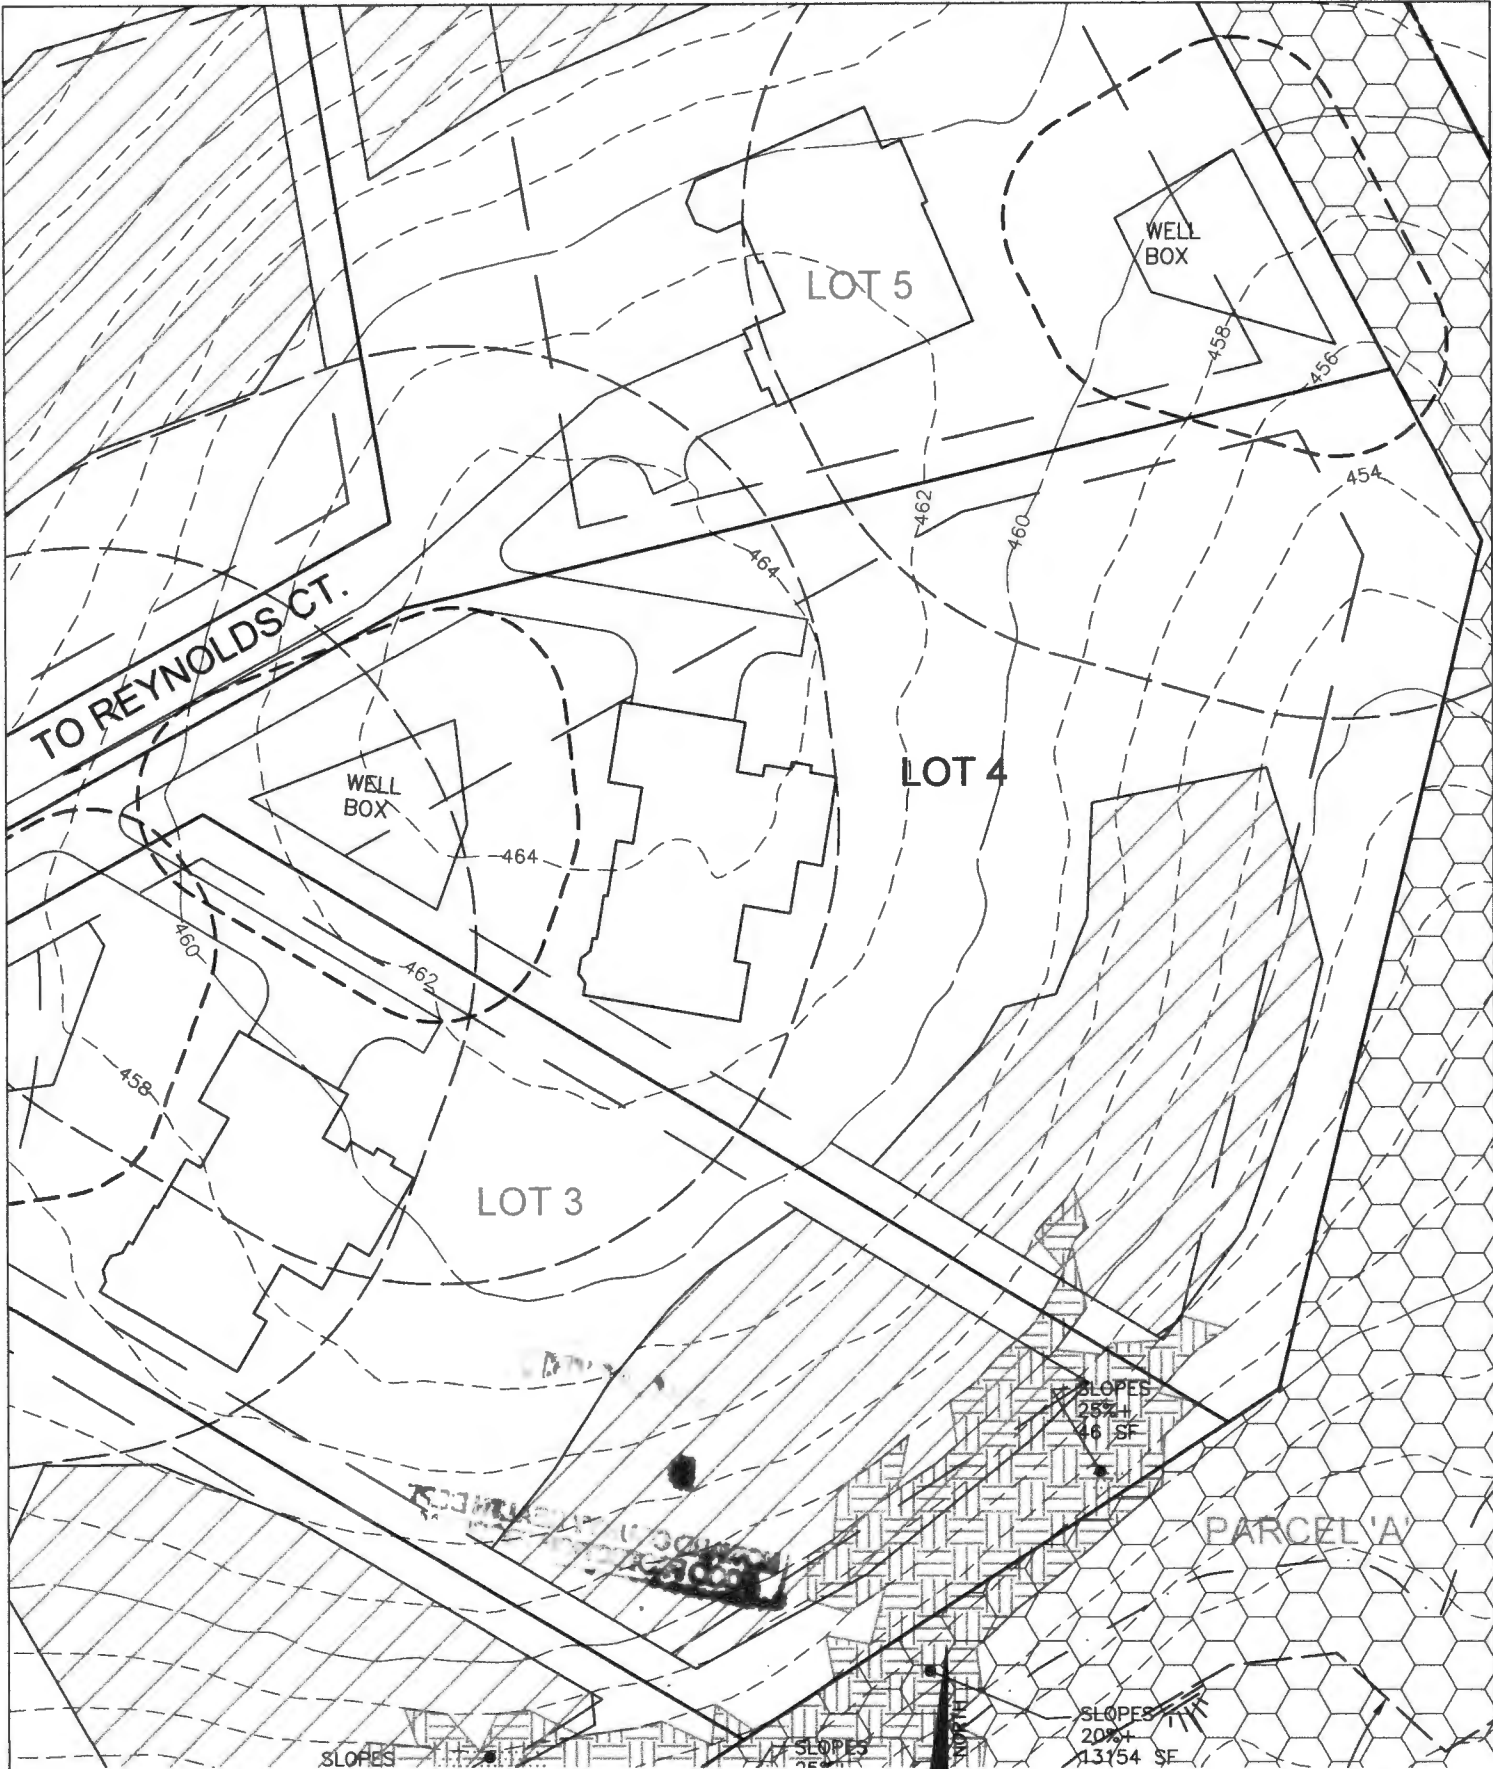 WELL
BOX
LOT 5
458
456
454
462
460
464
TO REYNOLDS CT.
LOT 4
WELL
BOX
464
460
462
458
LOT 3
SLOPES
25%+
46 SF
PARCEL 'A'
NORTH
SLOPES
20%+
13154 SF
SLOPES
SLOPES
25%+